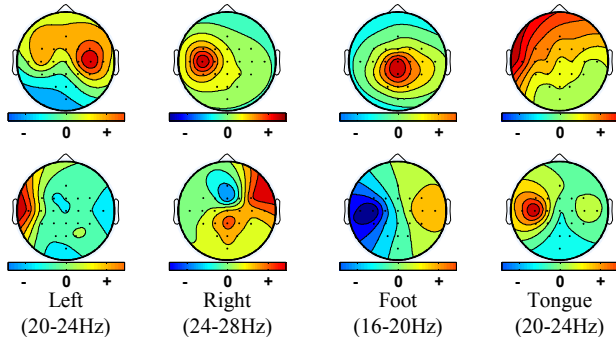 - 0 + - 0 + - 0 + - 0 +
- 0 + - 0 + - 0 + - 0 +
Left Right Foot Tongue
(20-24Hz) (24-28Hz) (16-20Hz) (20-24Hz)